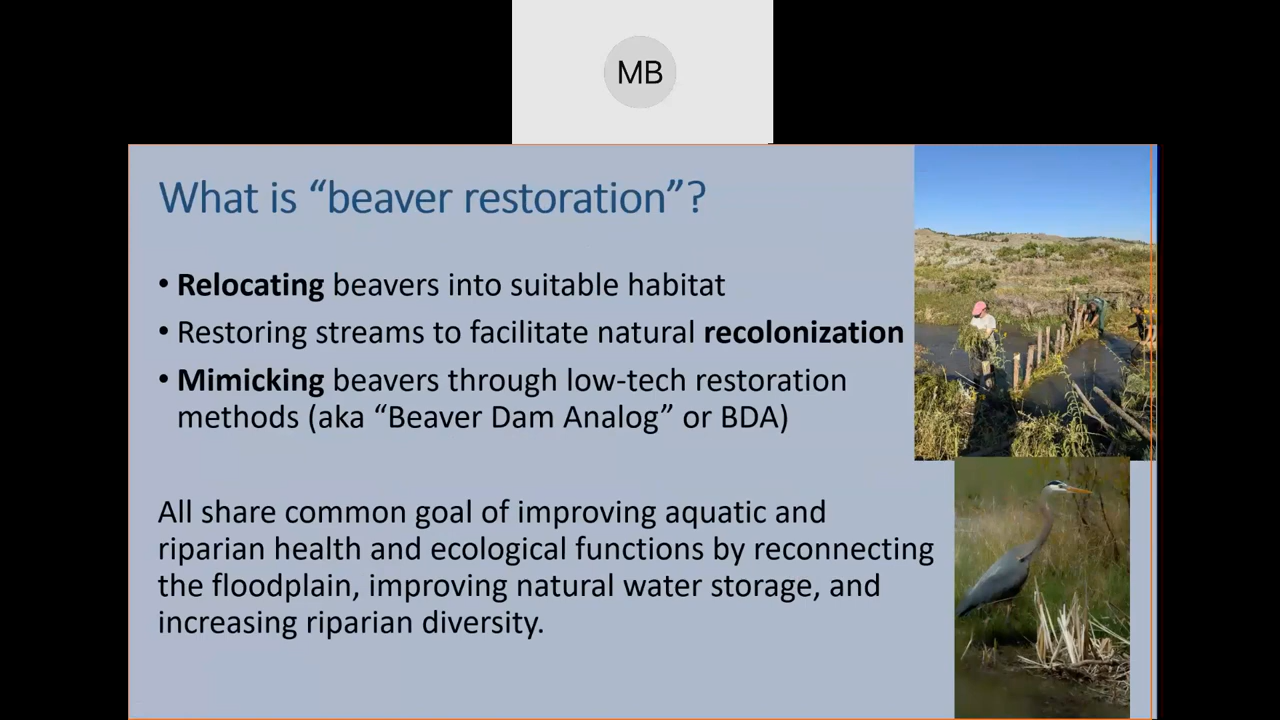 MB
What is “beaver restoration”?
• Relocating beavers into suitable habitat
• Restoring streams to facilitate natural recolonization
• Mimicking beavers through low-tech restoration
methods (aka “Beaver Dam Analog” or BDA)
All share common goal of improving aquatic and
riparian health and ecological functions by reconnecting
the floodplain, improving natural water storage, and
increasing riparian diversity.